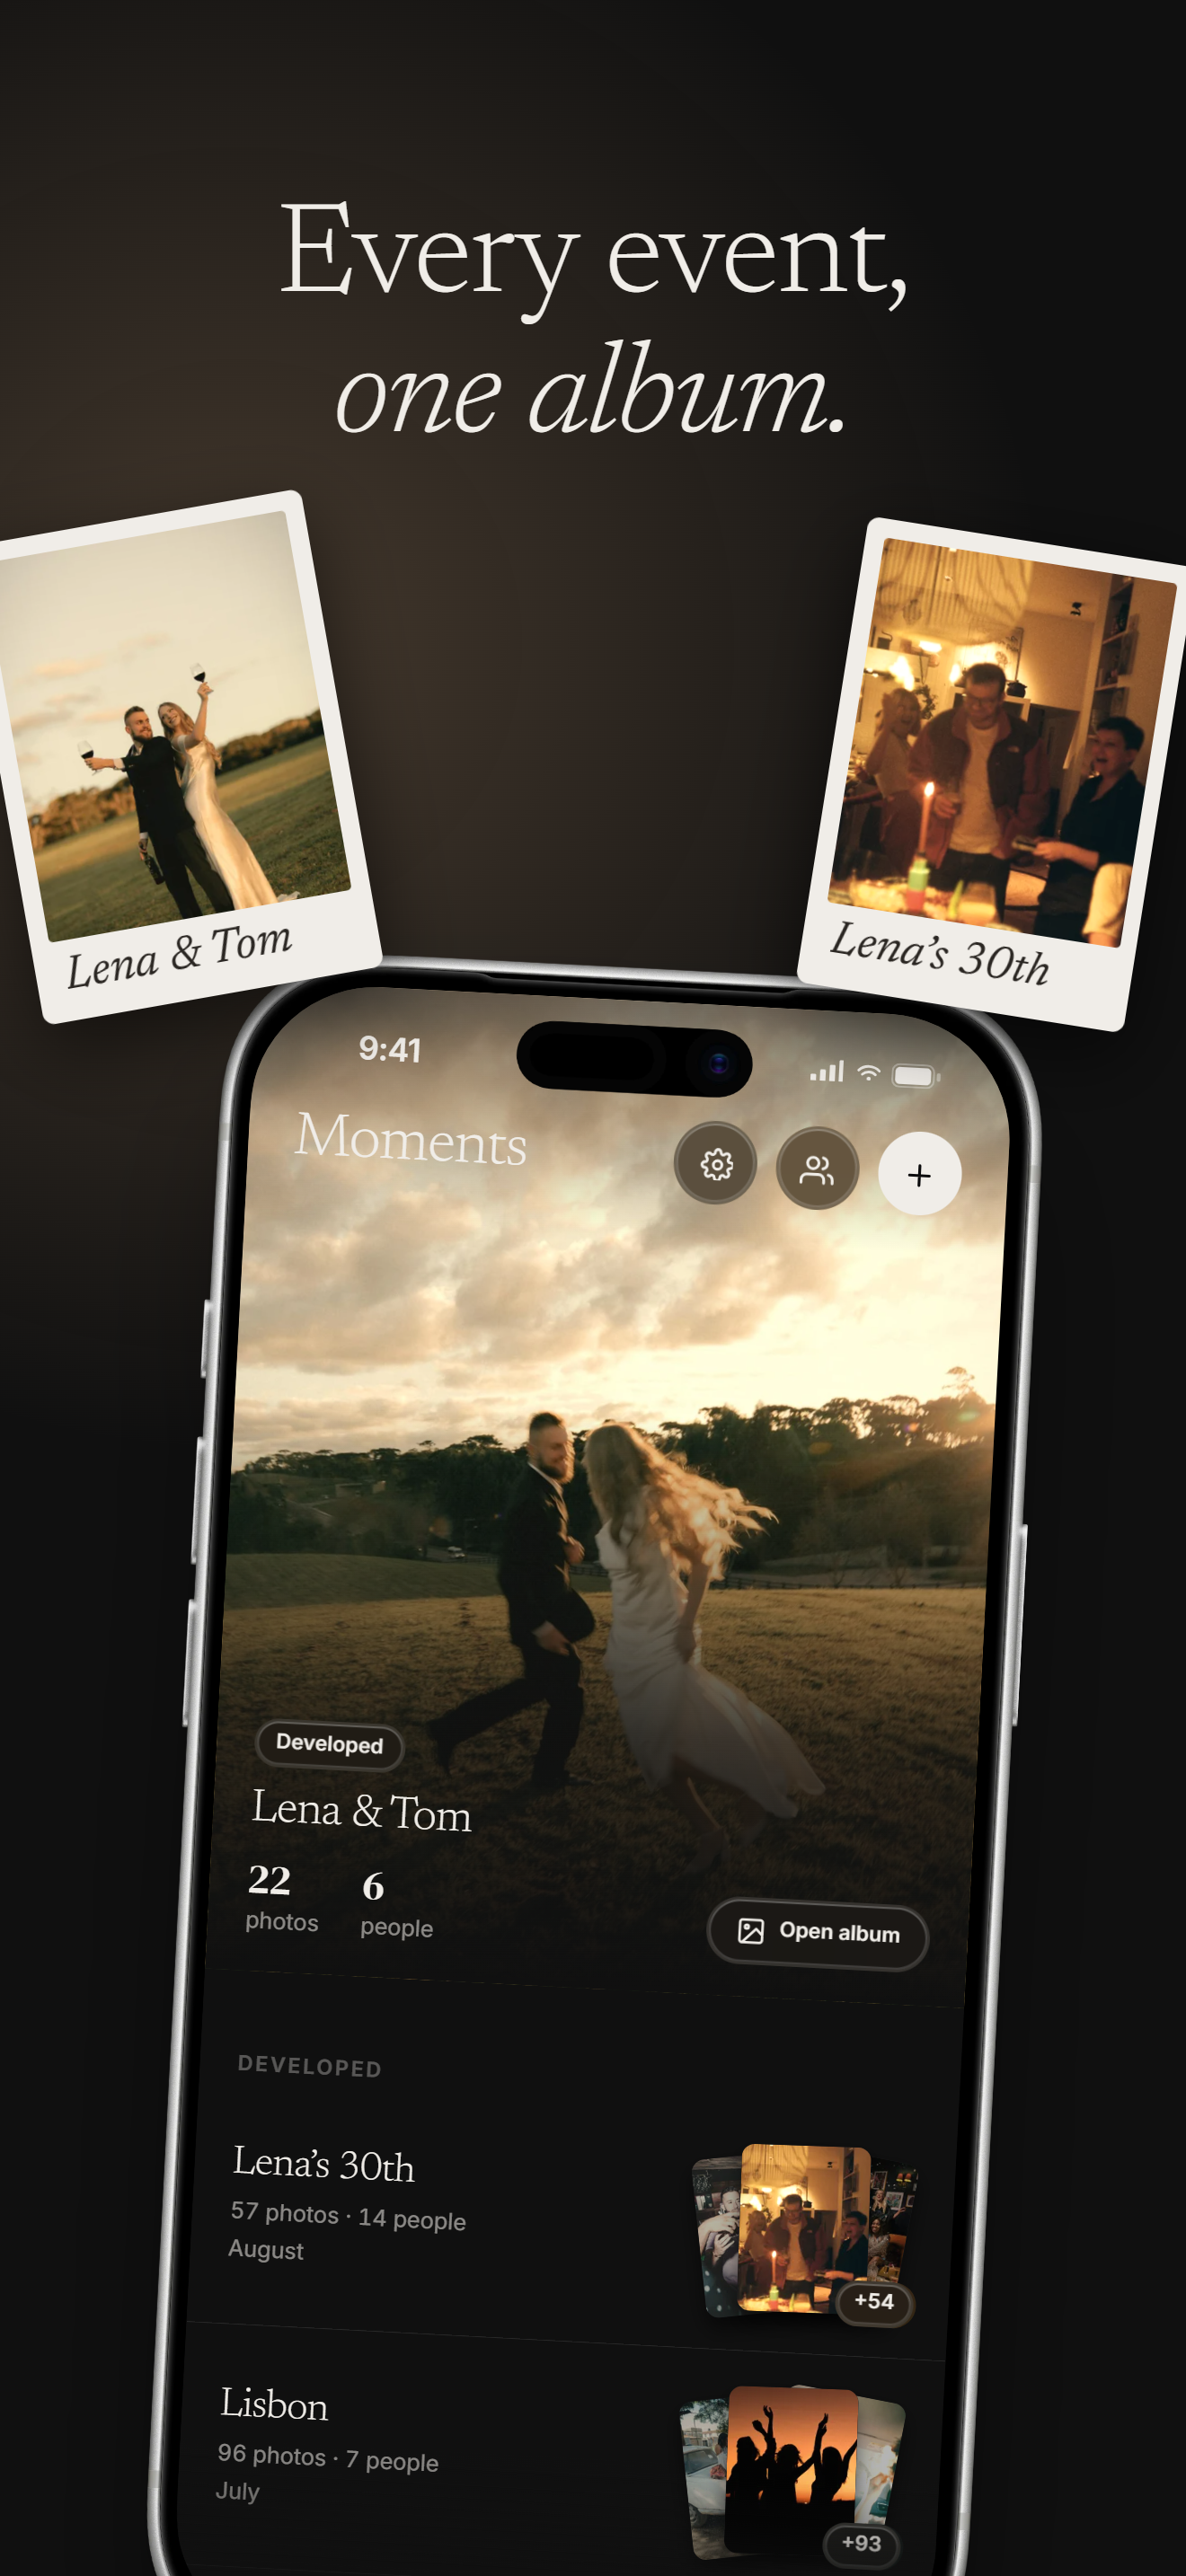 Every event,
one album.
Lena & Tom
Lena’s 30th
9:41
Moments
Developed
Lena & Tom
22
photos
6
people
Open album
DEVELOPED
Lena’s 30th
57 photos · 14 people
August
+54
Lisbon
96 photos · 7 people
July
+93